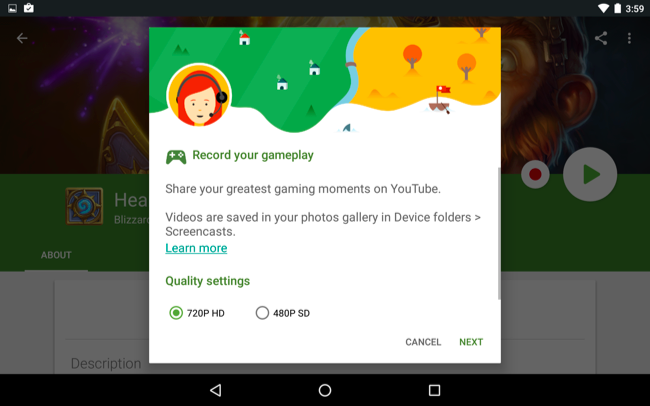 3:59
Record your gameplay
Share your greatest gaming moments on YouTube.
Videos are saved in your photos gallery in Device folders >
Screencasts.
Learn more
Hea
Blizzard
ABOUT
Quality settings
720P HD 480P SD
CANCEL NEXT
Description